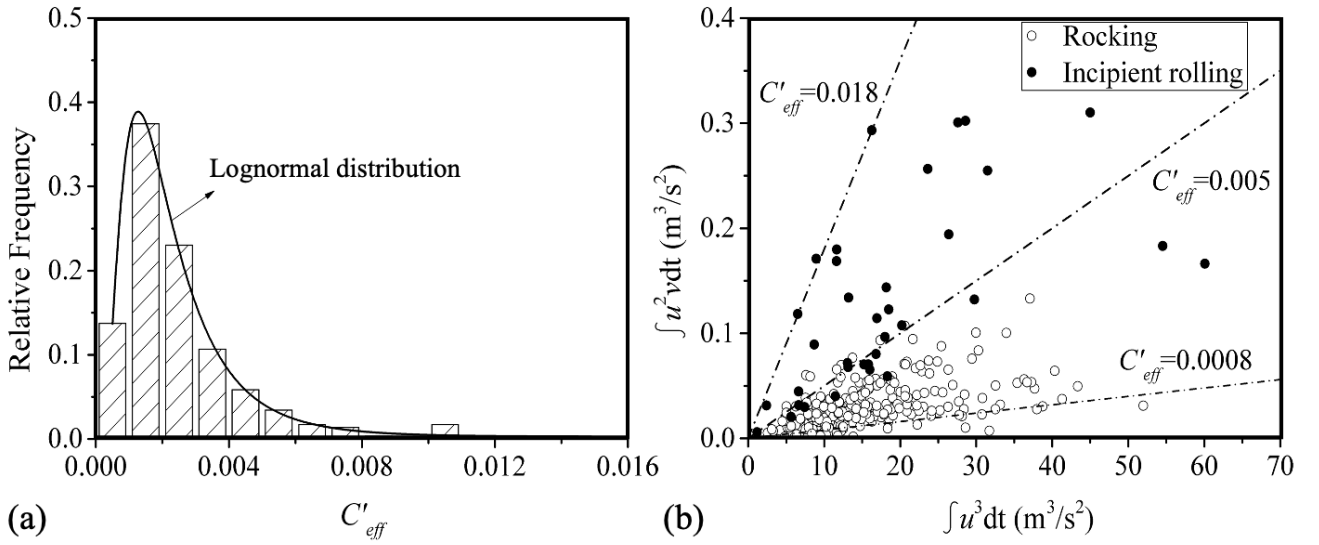 0.5
0.4
0.3
0.2
0.1
0.0
Relative Frequency
Lognormal distribution
0.000 0.004 0.008 0.012 0.016
C′eff
(a)
0.4
0.3
0.2
0.1
0.0
∫u²vdt (m³/s²)
Rocking
Incipient rolling
C′eff=0.018
C′eff=0.005
C′eff=0.0008
0 10 20 30 40 50 60 70
∫u³dt (m³/s²)
(b)